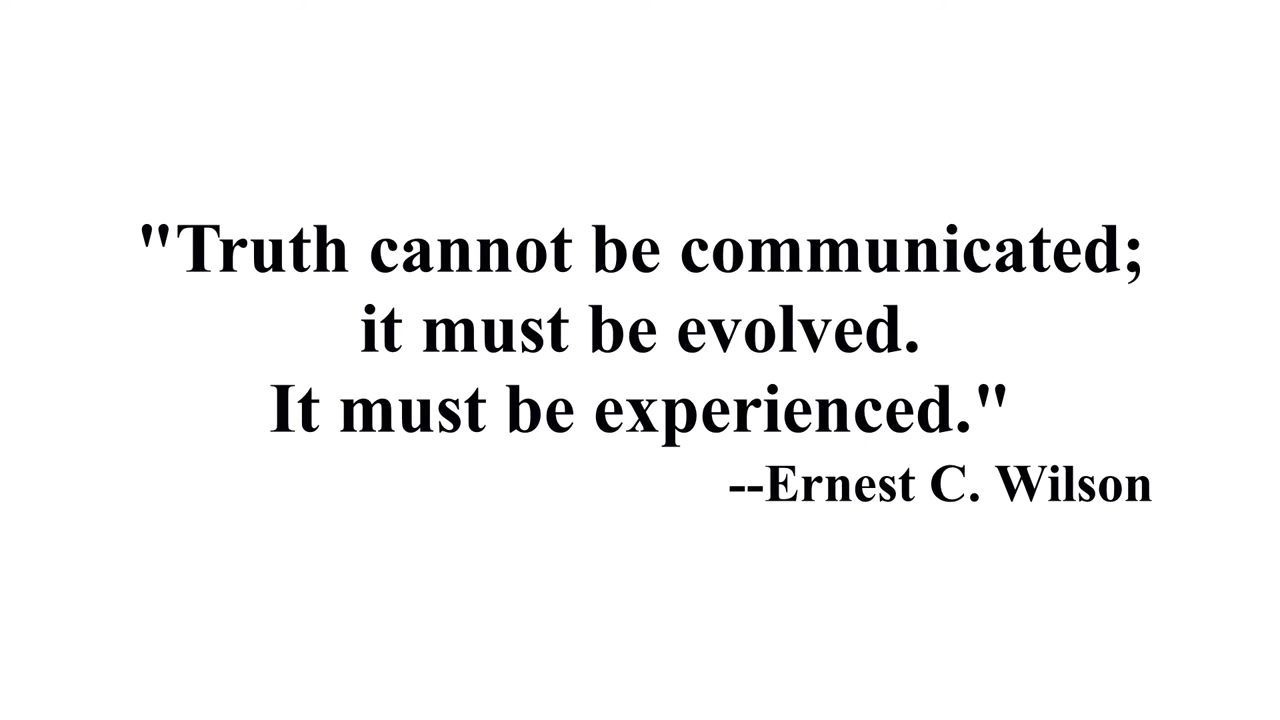 "Truth cannot be communicated;
it must be evolved.
It must be experienced."
--Ernest C. Wilson